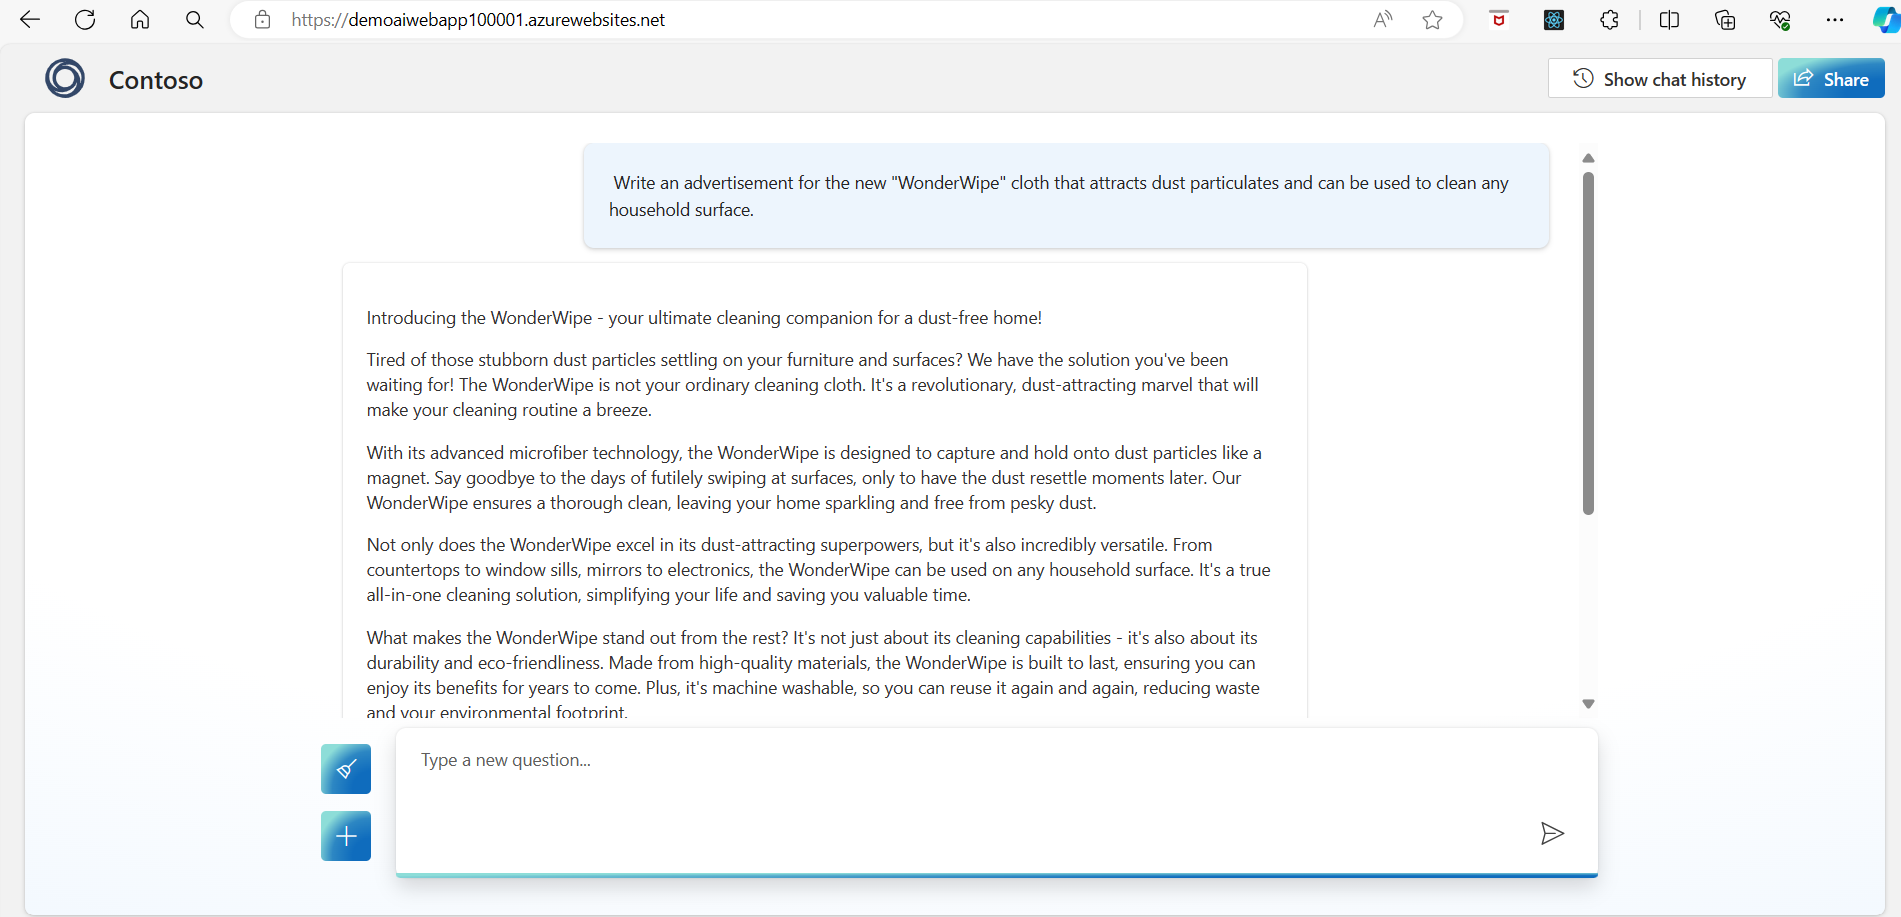 https://demoaiwebapp100001.azurewebsites.net
Contoso
Show chat history
Share
Write an advertisement for the new "WonderWipe" cloth that attracts dust particulates and can be used to clean any
household surface.
Introducing the WonderWipe - your ultimate cleaning companion for a dust-free home!
Tired of those stubborn dust particles settling on your furniture and surfaces? We have the solution you've been
waiting for! The WonderWipe is not your ordinary cleaning cloth. It's a revolutionary, dust-attracting marvel that will
make your cleaning routine a breeze.
With its advanced microfiber technology, the WonderWipe is designed to capture and hold onto dust particles like a
magnet. Say goodbye to the days of futilely swiping at surfaces, only to have the dust resettle moments later. Our
WonderWipe ensures a thorough clean, leaving your home sparkling and free from pesky dust.
Not only does the WonderWipe excel in its dust-attracting superpowers, but it's also incredibly versatile. From
countertops to window sills, mirrors to electronics, the WonderWipe can be used on any household surface. It's a true
all-in-one cleaning solution, simplifying your life and saving you valuable time.
What makes the WonderWipe stand out from the rest? It's not just about its cleaning capabilities - it's also about its
durability and eco-friendliness. Made from high-quality materials, the WonderWipe is built to last, ensuring you can
enjoy its benefits for years to come. Plus, it's machine washable, so you can reuse it again and again, reducing waste
and your environmental footprint.
Type a new question...